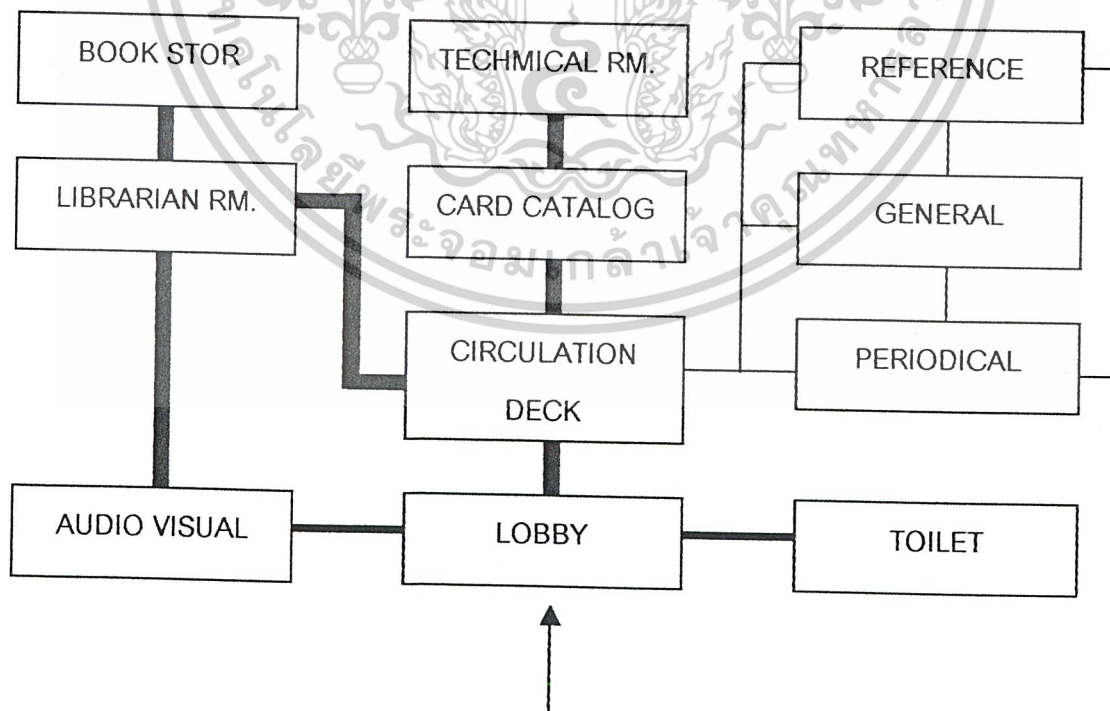 BOOK STOR
TECHMICAL RM.
REFERENCE
LIBRARIAN RM.
CARD CATALOG
GENERAL
CIRCULATION
DECK
PERIODICAL
AUDIO VISUAL
LOBBY
TOILET